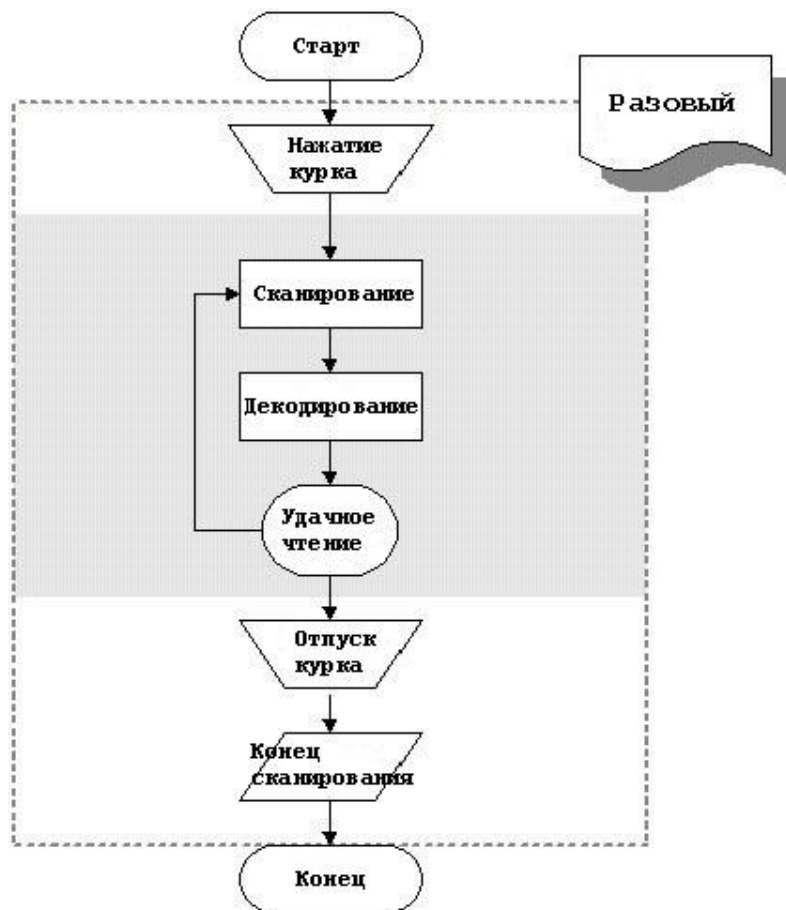 Старт
Разовый
Нажатие
курка
Сканирование
Декодирование
Удачное
чтение
Отпуск
курка
Конец
сканирования
Конец